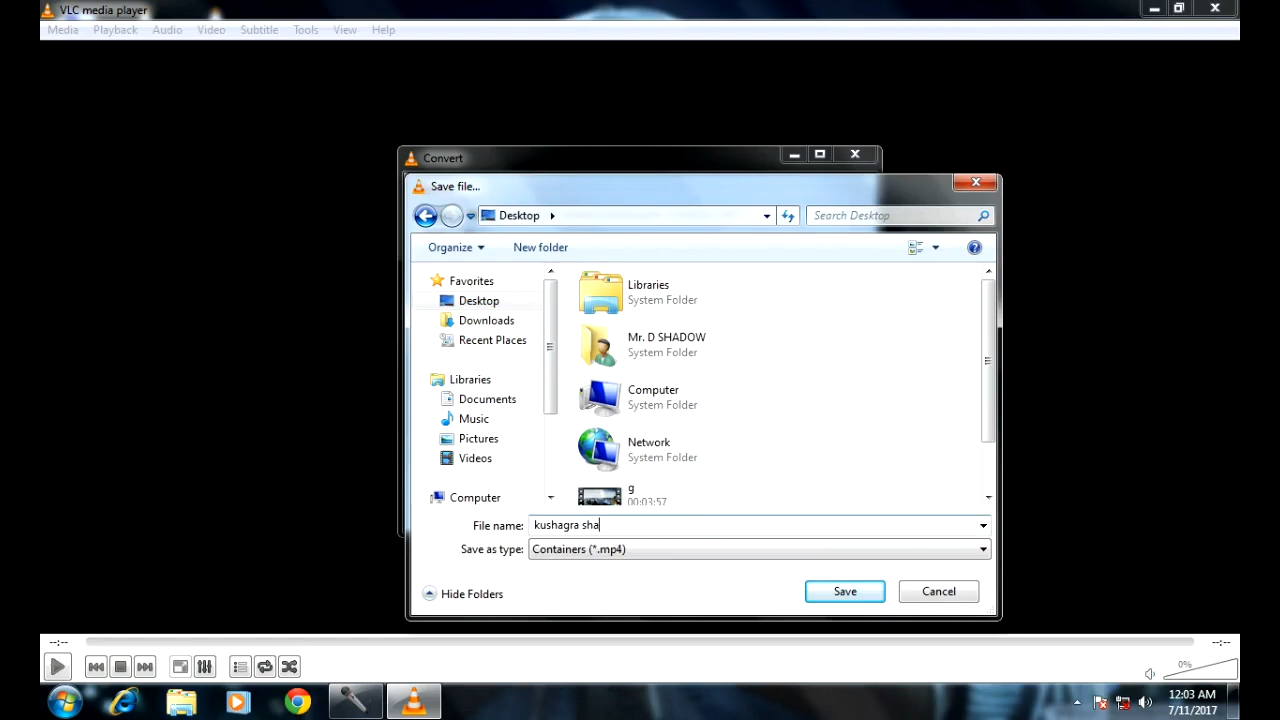 VLC media player
Media Playback Audio Video Subtitle Tools View Help
Convert
Save file...
Desktop
Search Desktop
Organize New folder
Favorites
Desktop
Downloads
Recent Places
Libraries
Documents
Music
Pictures
Videos
Computer
Libraries
System Folder
Mr. D SHADOW
System Folder
Computer
System Folder
Network
System Folder
g
00:03:57
File name: kushagra sha
Save as type: Containers (*.mp4)
Hide Folders Save Cancel
--:-- --:--
0%
12:03 AM
7/11/2017